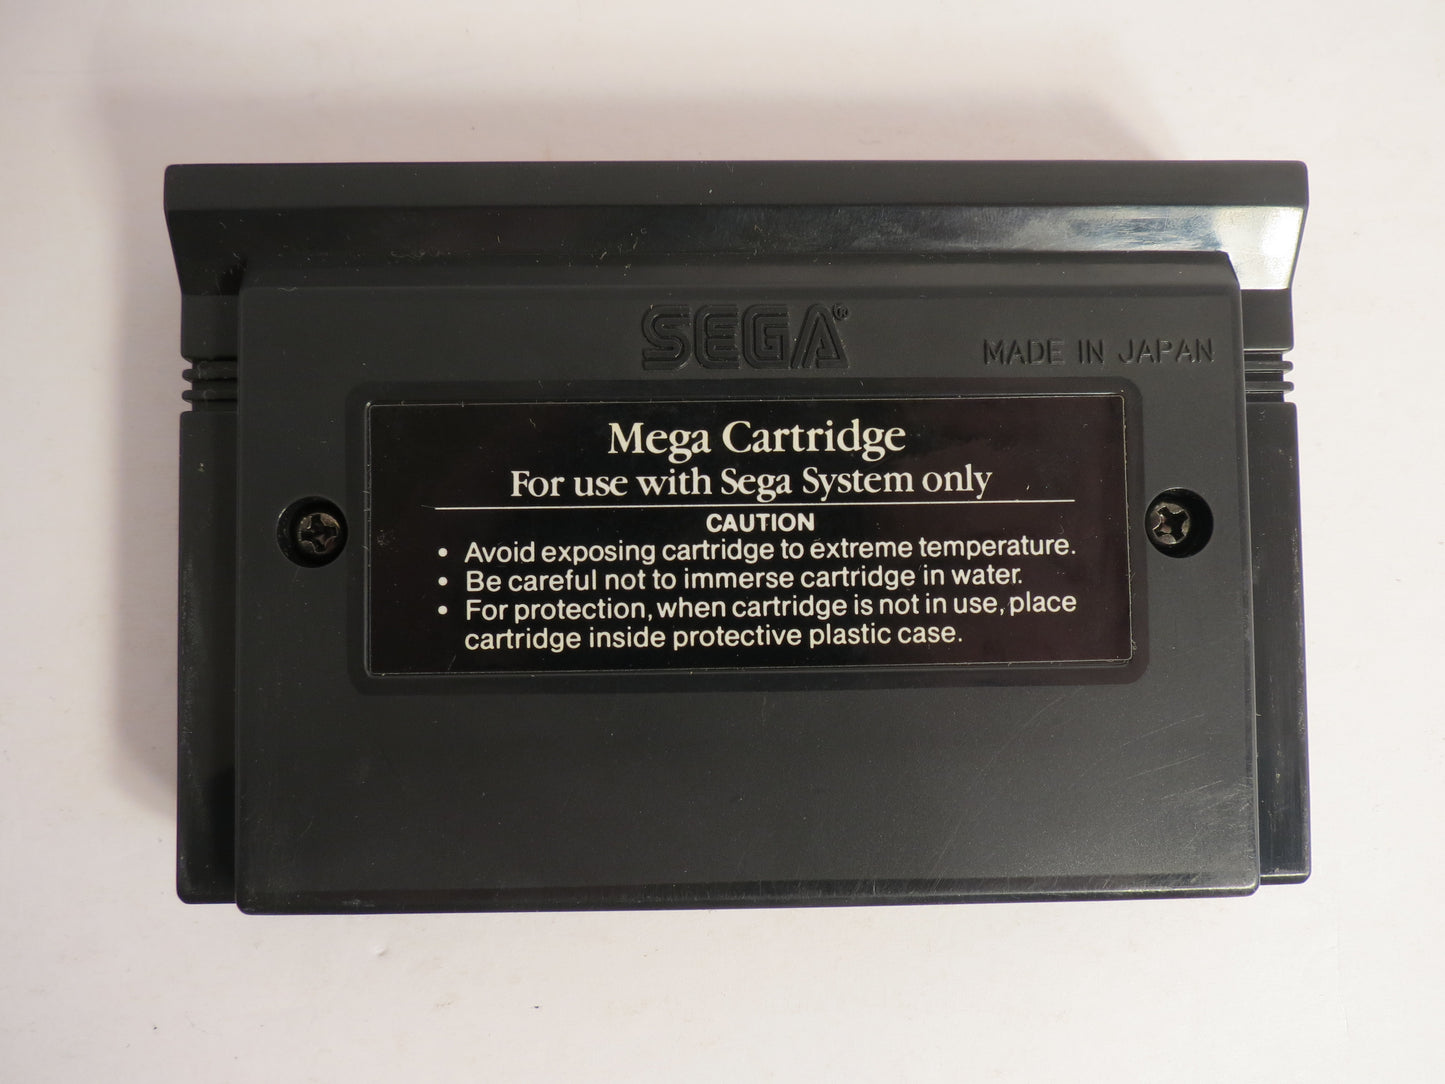 SEGA®
MADE IN JAPAN
Mega Cartridge
For use with Sega System only
CAUTION
• Avoid exposing cartridge to extreme temperature.
• Be careful not to immerse cartridge in water.
• For protection, when cartridge is not in use, place
cartridge inside protective plastic case.